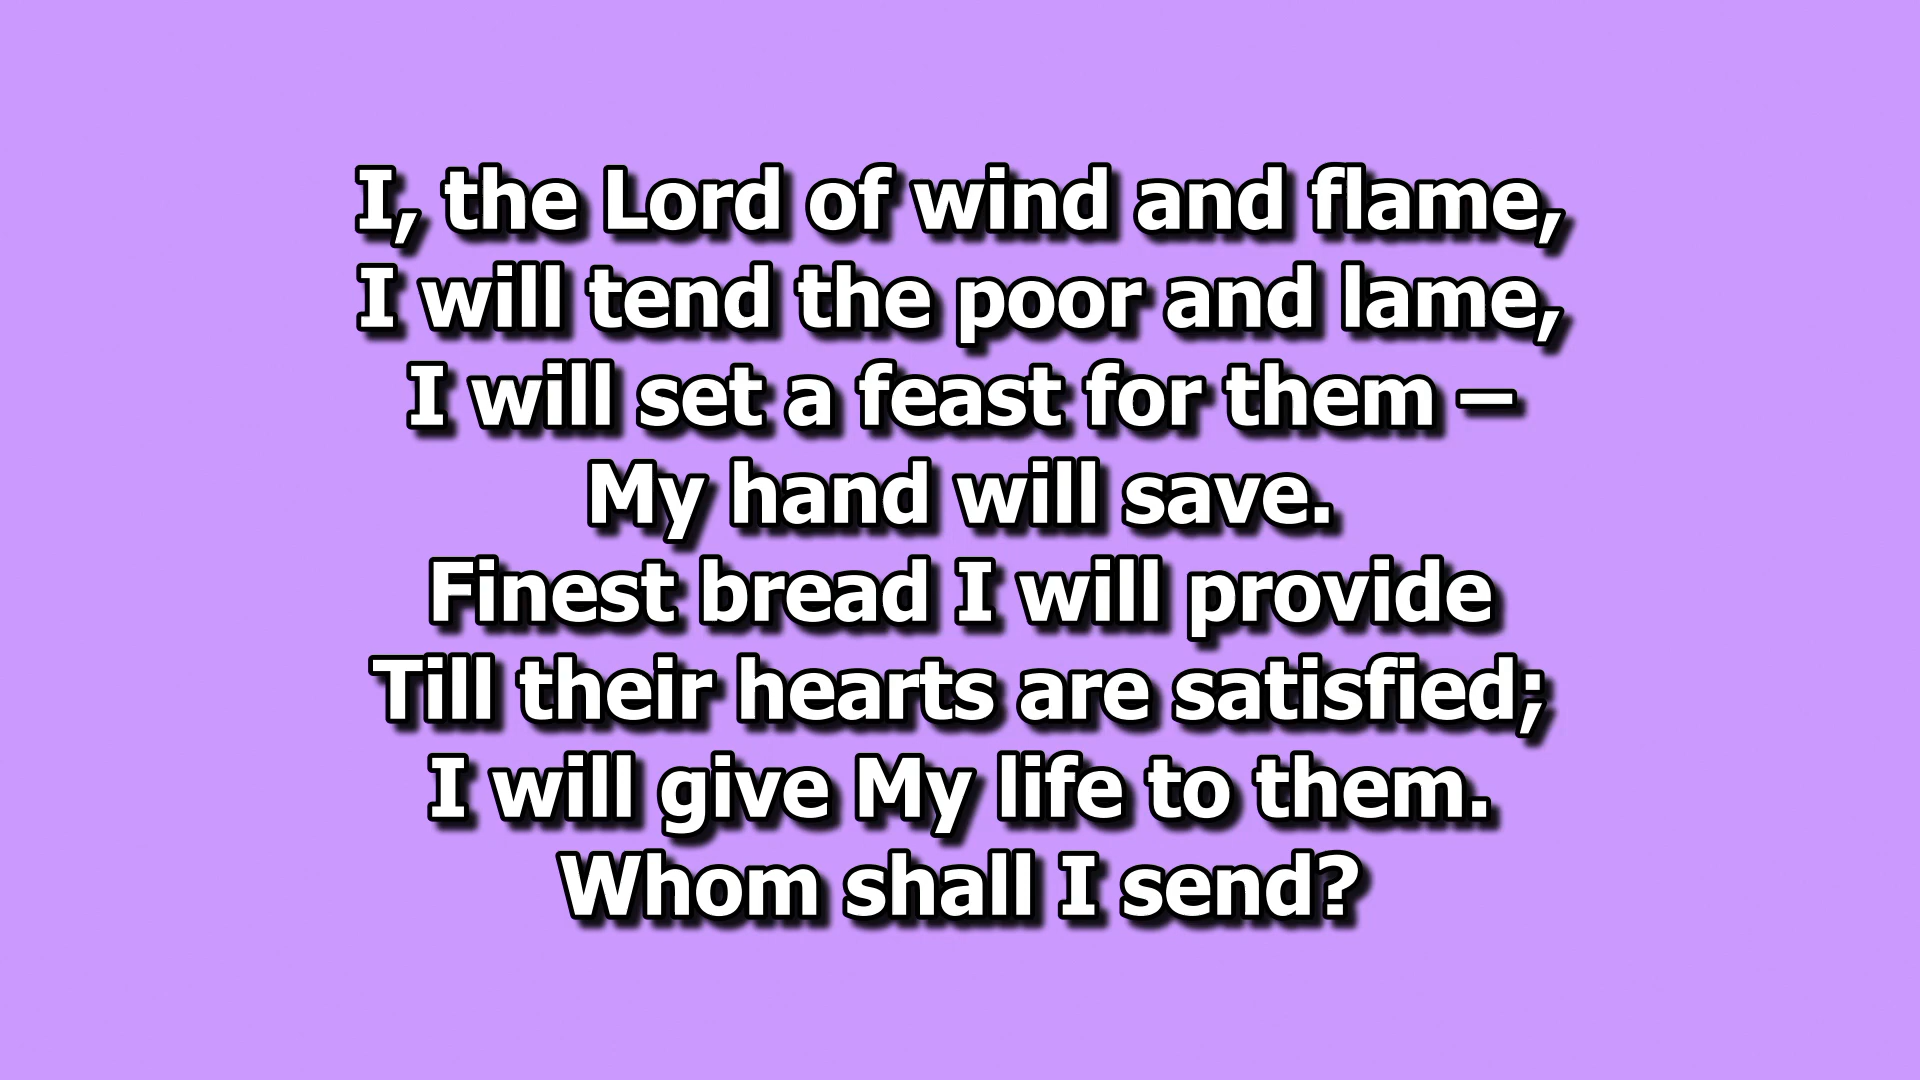 I, the Lord of wind and flame,
I will tend the poor and lame,
I will set a feast for them –
My hand will save.
Finest bread I will provide
Till their hearts are satisfied;
I will give My life to them.
Whom shall I send?